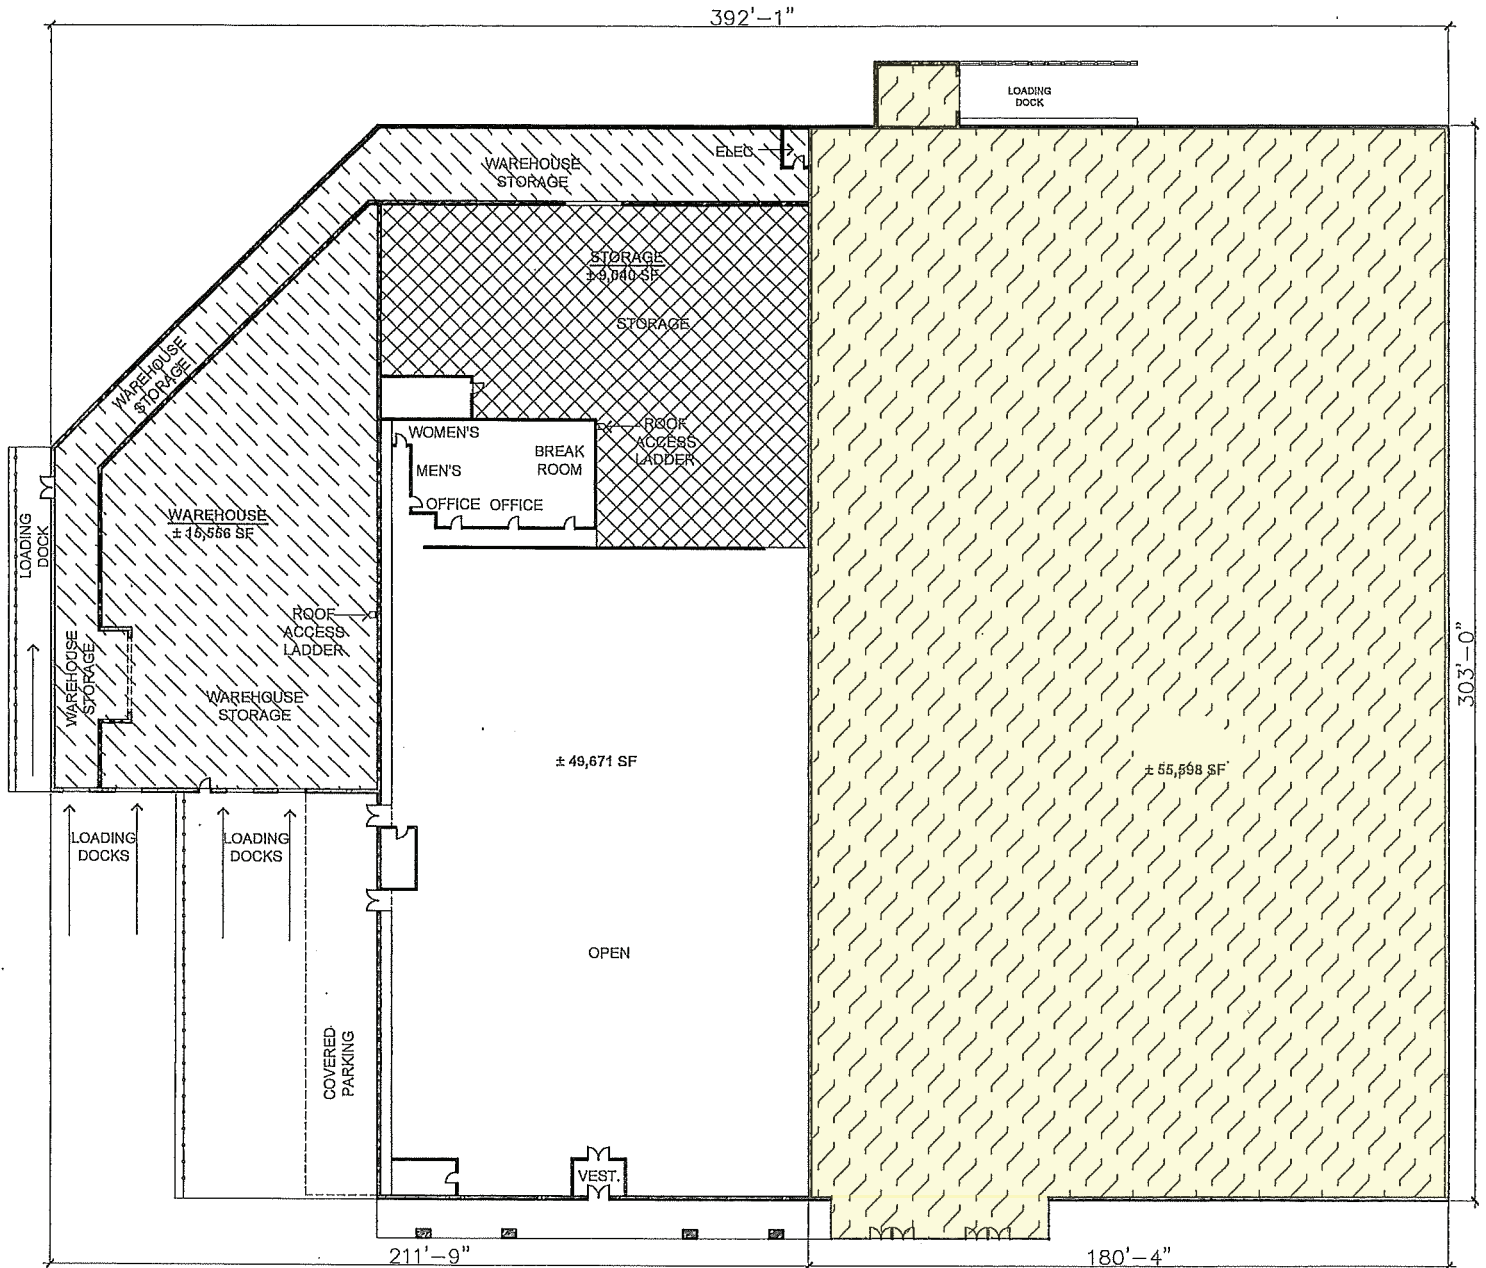 392'-1"
LOADING
DOCK
ELEC
WAREHOUSE
STORAGE
STORAGE
± 9,040 SF
STORAGE
WAREHOUSE
STORAGE
ROOF
ACCESS
LADDER
WOMEN'S
BREAK
ROOM
MEN'S
OFFICE OFFICE
WAREHOUSE
± 15,556 SF
LOADING
DOCK
ROOF
ACCESS
LADDER
WAREHOUSE
STORAGE
WAREHOUSE
STORAGE
303'-0"
± 49,671 SF
± 55,598 SF
LOADING
DOCKS
LOADING
DOCKS
OPEN
COVERED
PARKING
VEST.
211'-9"
180'-4"